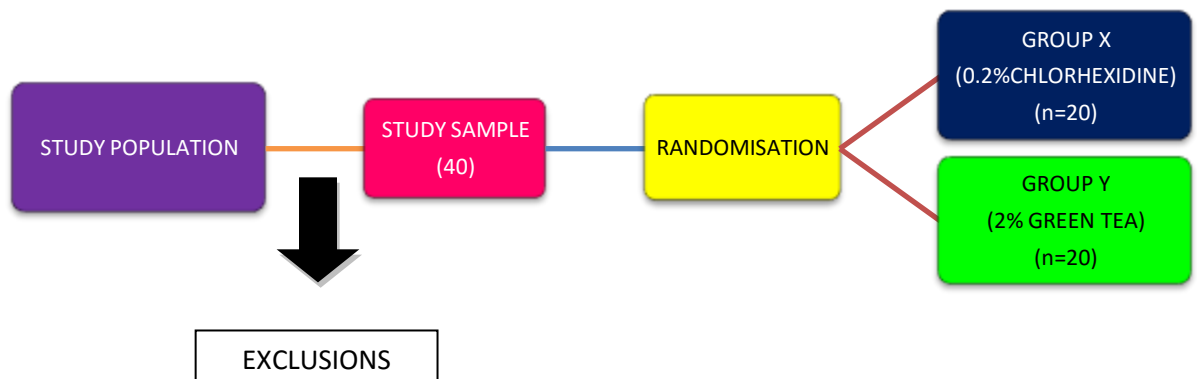 STUDY POPULATION
STUDY SAMPLE
(40)
RANDOMISATION
GROUP X
(0.2%CHLORHEXIDINE)
(n=20)
GROUP Y
(2% GREEN TEA)
(n=20)
EXCLUSIONS